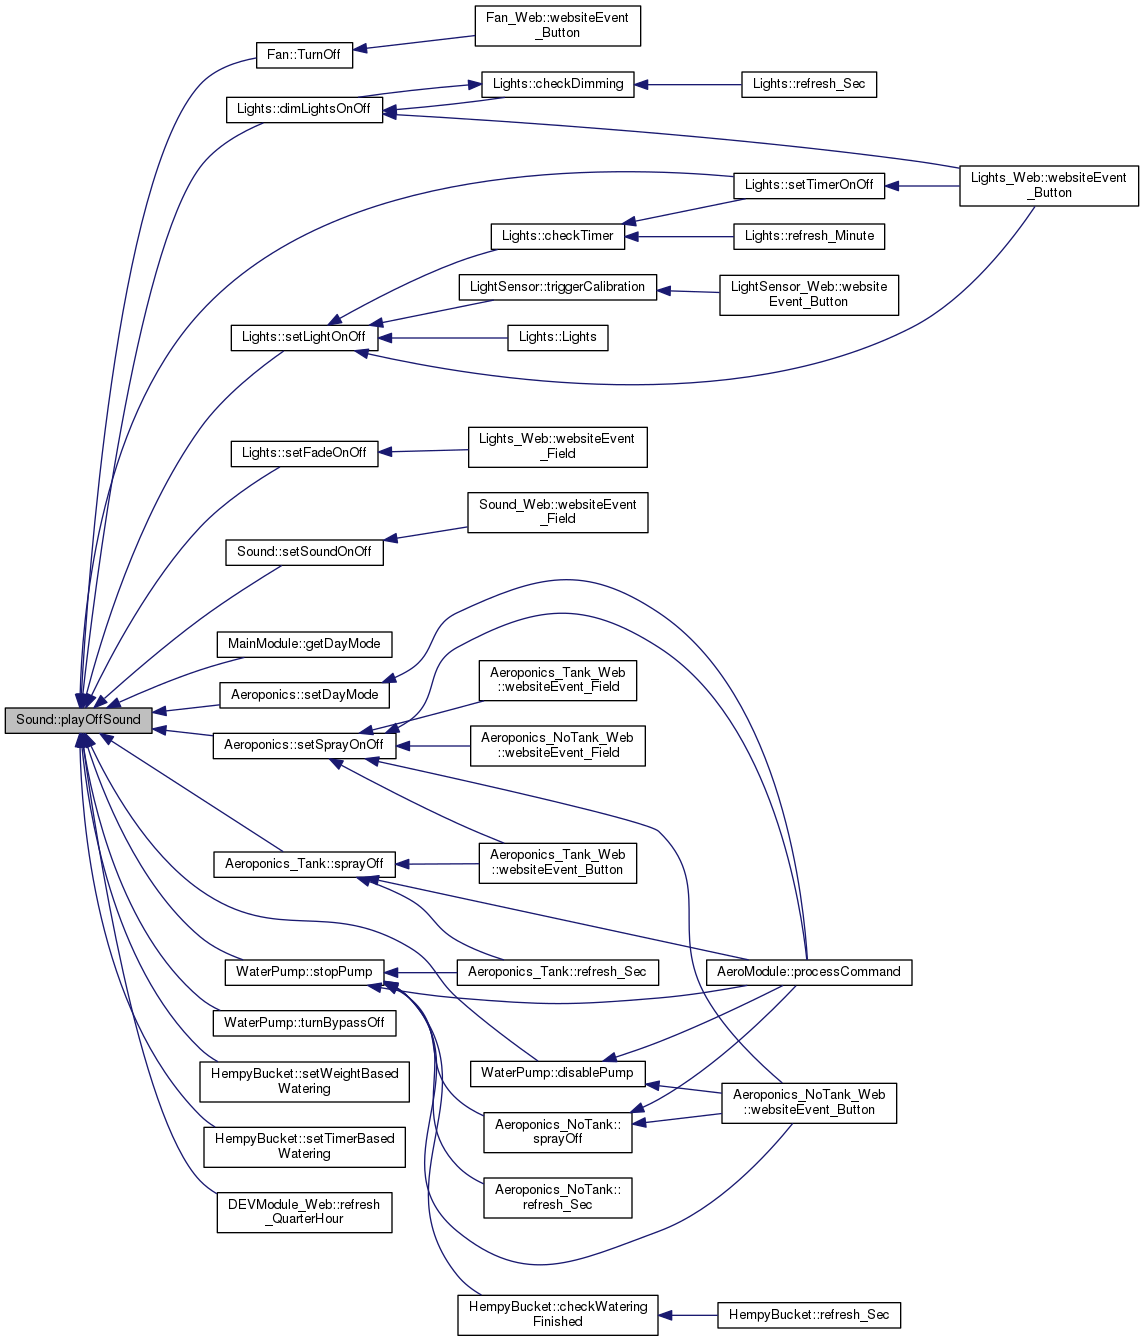 Fan_Web::websiteEvent
_Button
Fan::TurnOff
Lights::checkDimming
Lights::refresh_Sec
Lights::dimLightsOnOff
Lights_Web::websiteEvent
_Button
Lights::setTimerOnOff
Lights::checkTimer
Lights::refresh_Minute
LightSensor::triggerCalibration
LightSensor_Web::website
Event_Button
Lights::setLightOnOff
Lights::Lights
Lights::setFadeOnOff
Lights_Web::websiteEvent
_Field
Sound_Web::websiteEvent
_Field
Sound::setSoundOnOff
MainModule::getDayMode
Aeroponics::setDayMode
Aeroponics_Tank_Web
::websiteEvent_Field
Sound::playOffSound
Aeroponics::setSprayOnOff
Aeroponics_NoTank_Web
::websiteEvent_Field
Aeroponics_Tank::sprayOff
Aeroponics_Tank_Web
::websiteEvent_Button
WaterPump::stopPump
Aeroponics_Tank::refresh_Sec
AeroModule::processCommand
WaterPump::turnBypassOff
HempyBucket::setWeightBased
Watering
WaterPump::disablePump
Aeroponics_NoTank_Web
::websiteEvent_Button
Aeroponics_NoTank::
sprayOff
HempyBucket::setTimerBased
Watering
Aeroponics_NoTank::
refresh_Sec
DEVModule_Web::refresh
_QuarterHour
HempyBucket::checkWatering
Finished
HempyBucket::refresh_Sec